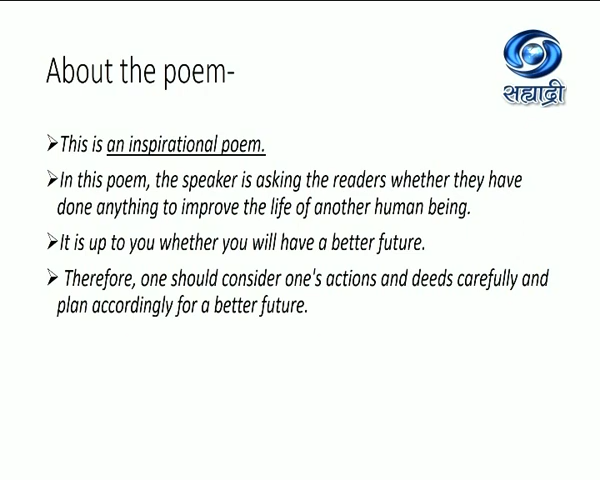 सह्याद्री
About the poem-
➢This is an inspirational poem.
➢In this poem, the speaker is asking the readers whether they have
done anything to improve the life of another human being.
➢It is up to you whether you will have a better future.
➢ Therefore, one should consider one's actions and deeds carefully and
plan accordingly for a better future.